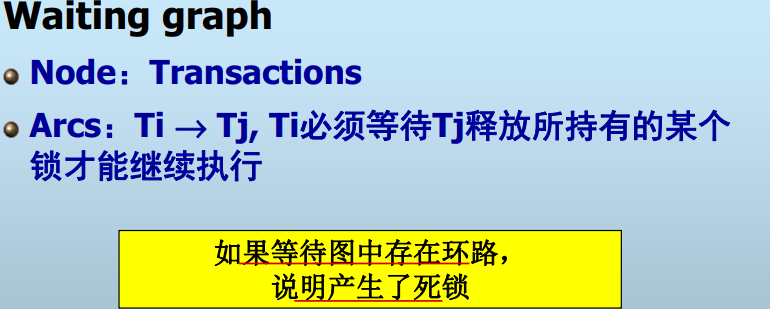 Waiting graph
Node：Transactions
Arcs：Ti → Tj, Ti必须等待Tj释放所持有的某个
锁才能继续执行
如果等待图中存在环路，
说明产生了死锁